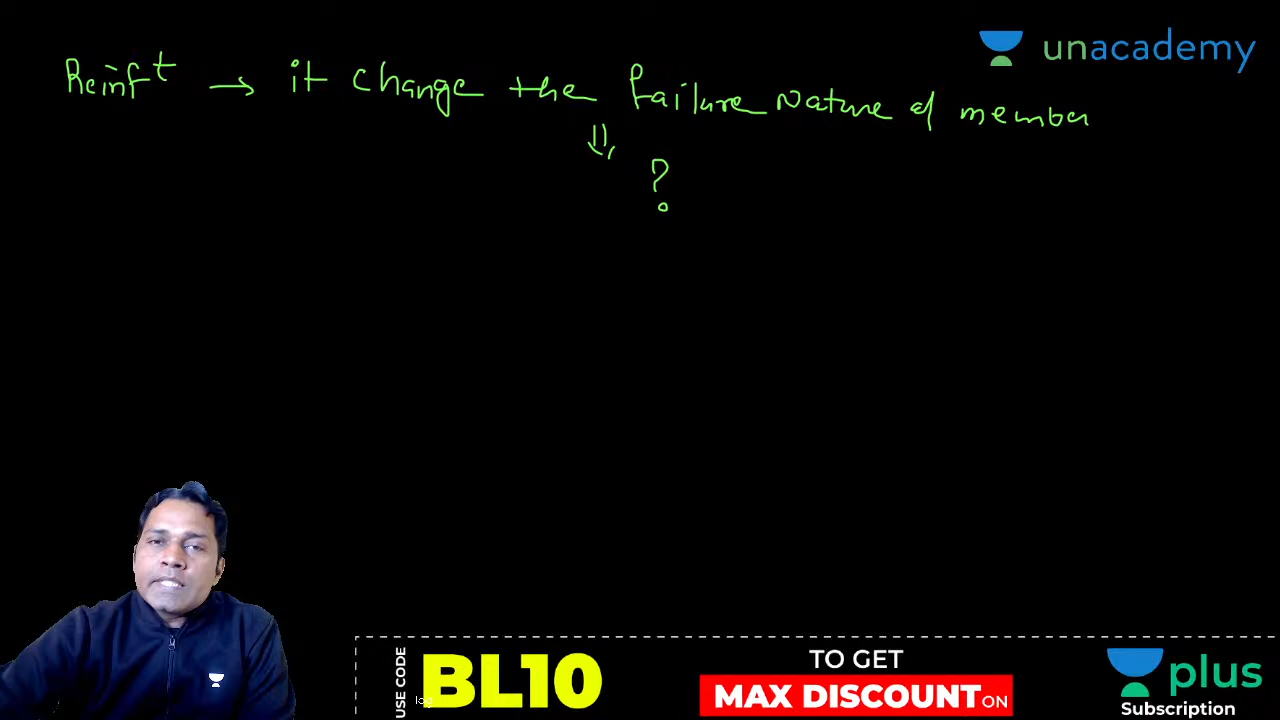 unacademy
Reinf t → it change the failure Nature of member
⇓
?
USE CODE
BL10
TO GET
MAX DISCOUNT ON
plus
Subscription